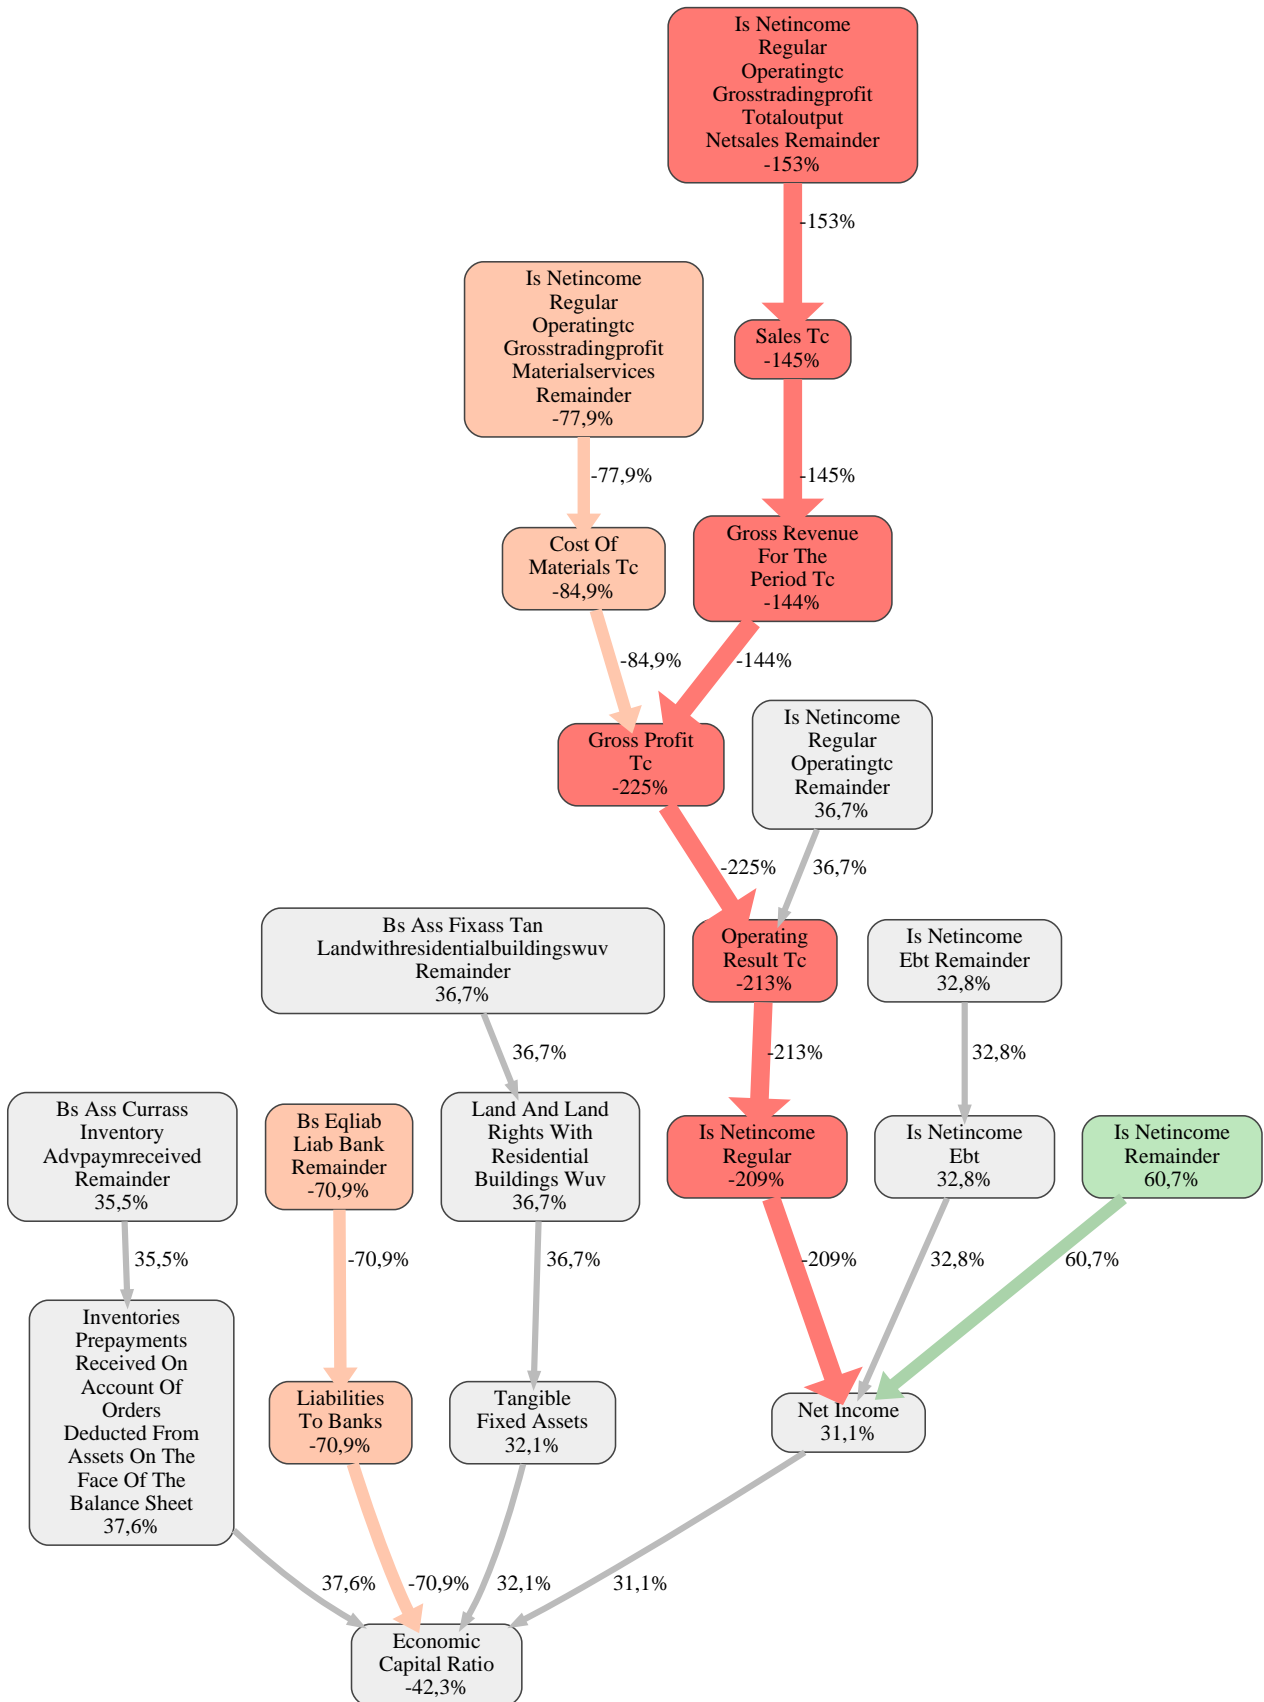 Is Netincome
Regular
Operatingtc
Grosstradingprofit
Totaloutput
Netsales Remainder
-153%
-153%
Is Netincome
Regular
Operatingtc
Grosstradingprofit
Materialservices
Remainder
-77,9%
Sales Tc
-145%
-77,9%
-145%
Cost Of
Materials Tc
-84,9%
Gross Revenue
For The
Period Tc
-144%
-84,9%
-144%
Gross Profit
Tc
-225%
Is Netincome
Regular
Operatingtc
Remainder
36,7%
-225%
36,7%
Bs Ass Fixass Tan
Landwithresidentialbuildingswuv
Remainder
36,7%
Operating
Result Tc
-213%
Is Netincome
Ebt Remainder
32,8%
36,7%
-213%
32,8%
Bs Ass Currass
Inventory
Advpaymreceived
Remainder
35,5%
Bs Eqliab
Liab Bank
Remainder
-70,9%
Land And Land
Rights With
Residential
Buildings Wuv
36,7%
Is Netincome
Regular
-209%
Is Netincome
Ebt
32,8%
Is Netincome
Remainder
60,7%
35,5%
-70,9%
36,7%
-209%
32,8%
60,7%
Inventories
Prepayments
Received On
Account Of
Orders
Deducted From
Assets On The
Face Of The
Balance Sheet
37,6%
Liabilities
To Banks
-70,9%
Tangible
Fixed Assets
32,1%
Net Income
31,1%
37,6%
-70,9%
32,1%
31,1%
Economic
Capital Ratio
-42,3%